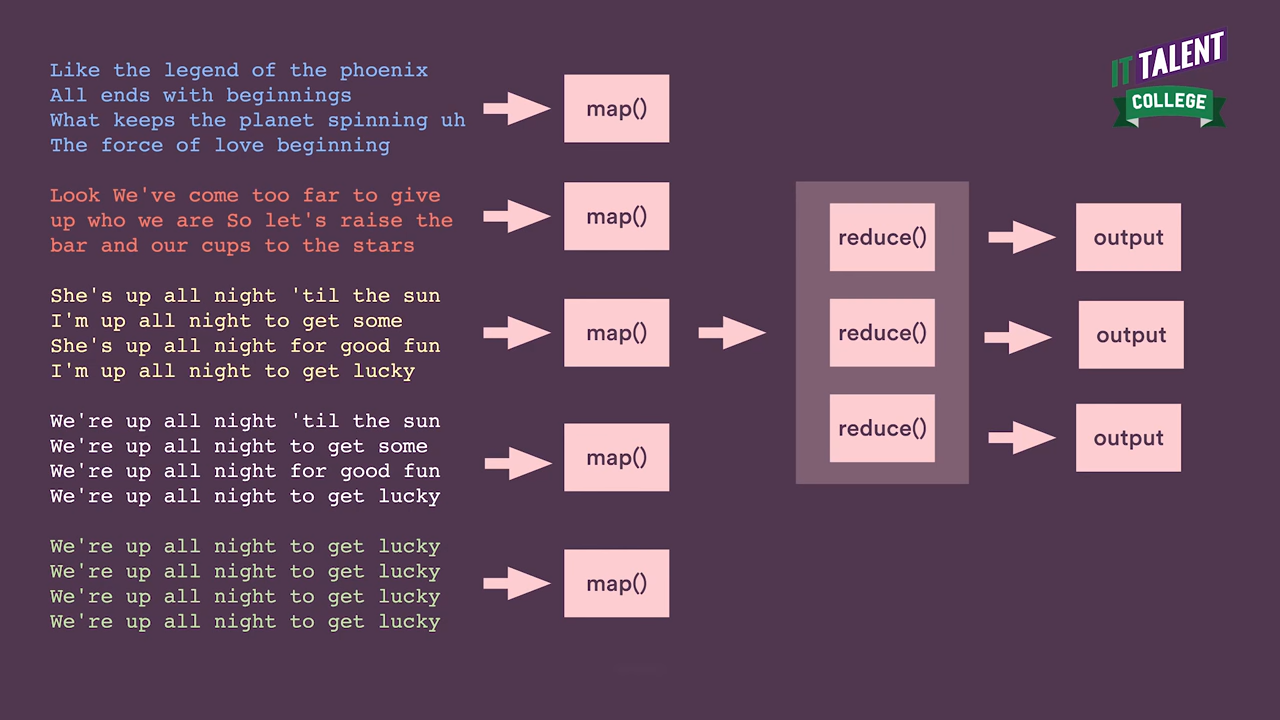 Like the legend of the phoenix
All ends with beginnings
What keeps the planet spinning uh
The force of love beginning
Look We've come too far to give
up who we are So let's raise the
bar and our cups to the stars
She's up all night 'til the sun
I'm up all night to get some
She's up all night for good fun
I'm up all night to get lucky
We're up all night 'til the sun
We're up all night to get some
We're up all night for good fun
We're up all night to get lucky
We're up all night to get lucky
We're up all night to get lucky
We're up all night to get lucky
We're up all night to get lucky
map()
map()
map()
map()
map()
reduce()
reduce()
reduce()
output
output
output
IT TALENT
COLLEGE